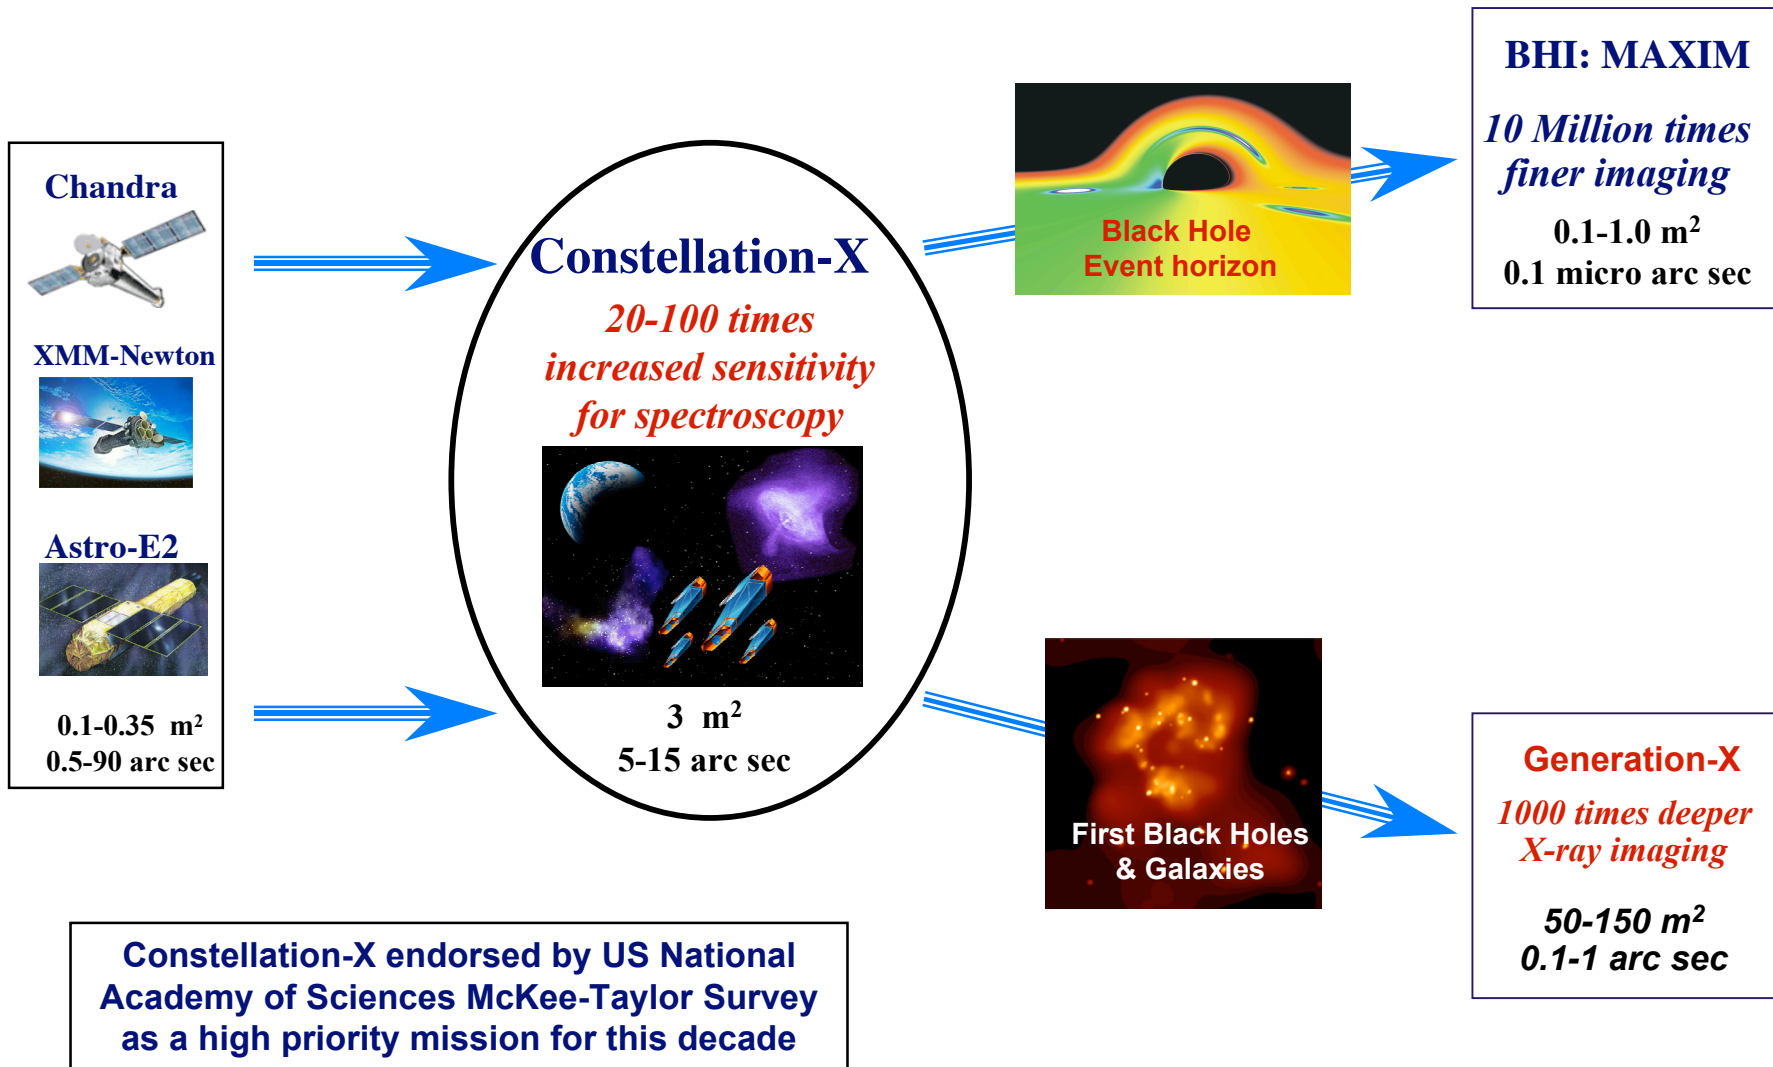 Chandra
XMM-Newton
Astro-E2
0.1-0.35 m²
0.5-90 arc sec
Constellation-X
20-100 times
increased sensitivity
for spectroscopy
3 m²
5-15 arc sec
Black Hole
Event horizon
BHI: MAXIM
10 Million times
finer imaging
0.1-1.0 m²
0.1 micro arc sec
First Black Holes
& Galaxies
Generation-X
1000 times deeper
X-ray imaging
50-150 m²
0.1-1 arc sec
Constellation-X endorsed by US National
Academy of Sciences McKee-Taylor Survey
as a high priority mission for this decade